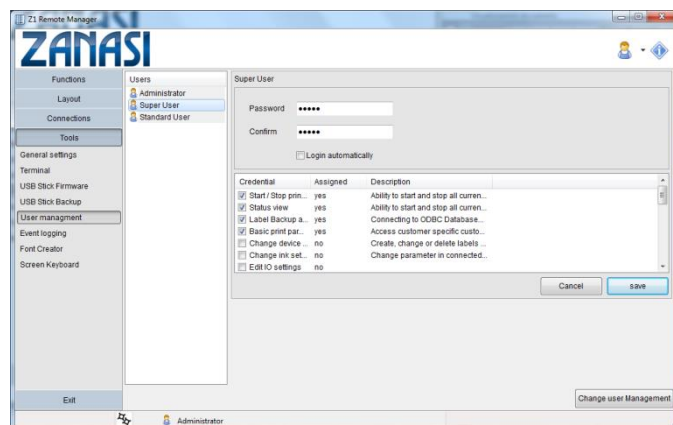 Z1 Remote Manager
ZANASI
Functions
Layout
Connections
Tools
General settings
Terminal
USB Stick Firmware
USB Stick Backup
User managment
Event logging
Font Creator
Screen Keyboard
Exit
Users
Administrator
Super User
Standard User
Super User
Password •••••
Confirm •••••
Login automatically
Credential Assigned Description
Start / Stop prin... yes Ability to start and stop all curren...
Status view yes Ability to start and stop all curren...
Label Backup a... yes Connecting to ODBC Database...
Basic print par... yes Access customer specific custo...
Change device ... no Create, change or delete labels ...
Change ink set... no Change parameter in connected...
Edit IO settings no
Cancel save
Change user Management
Administrator